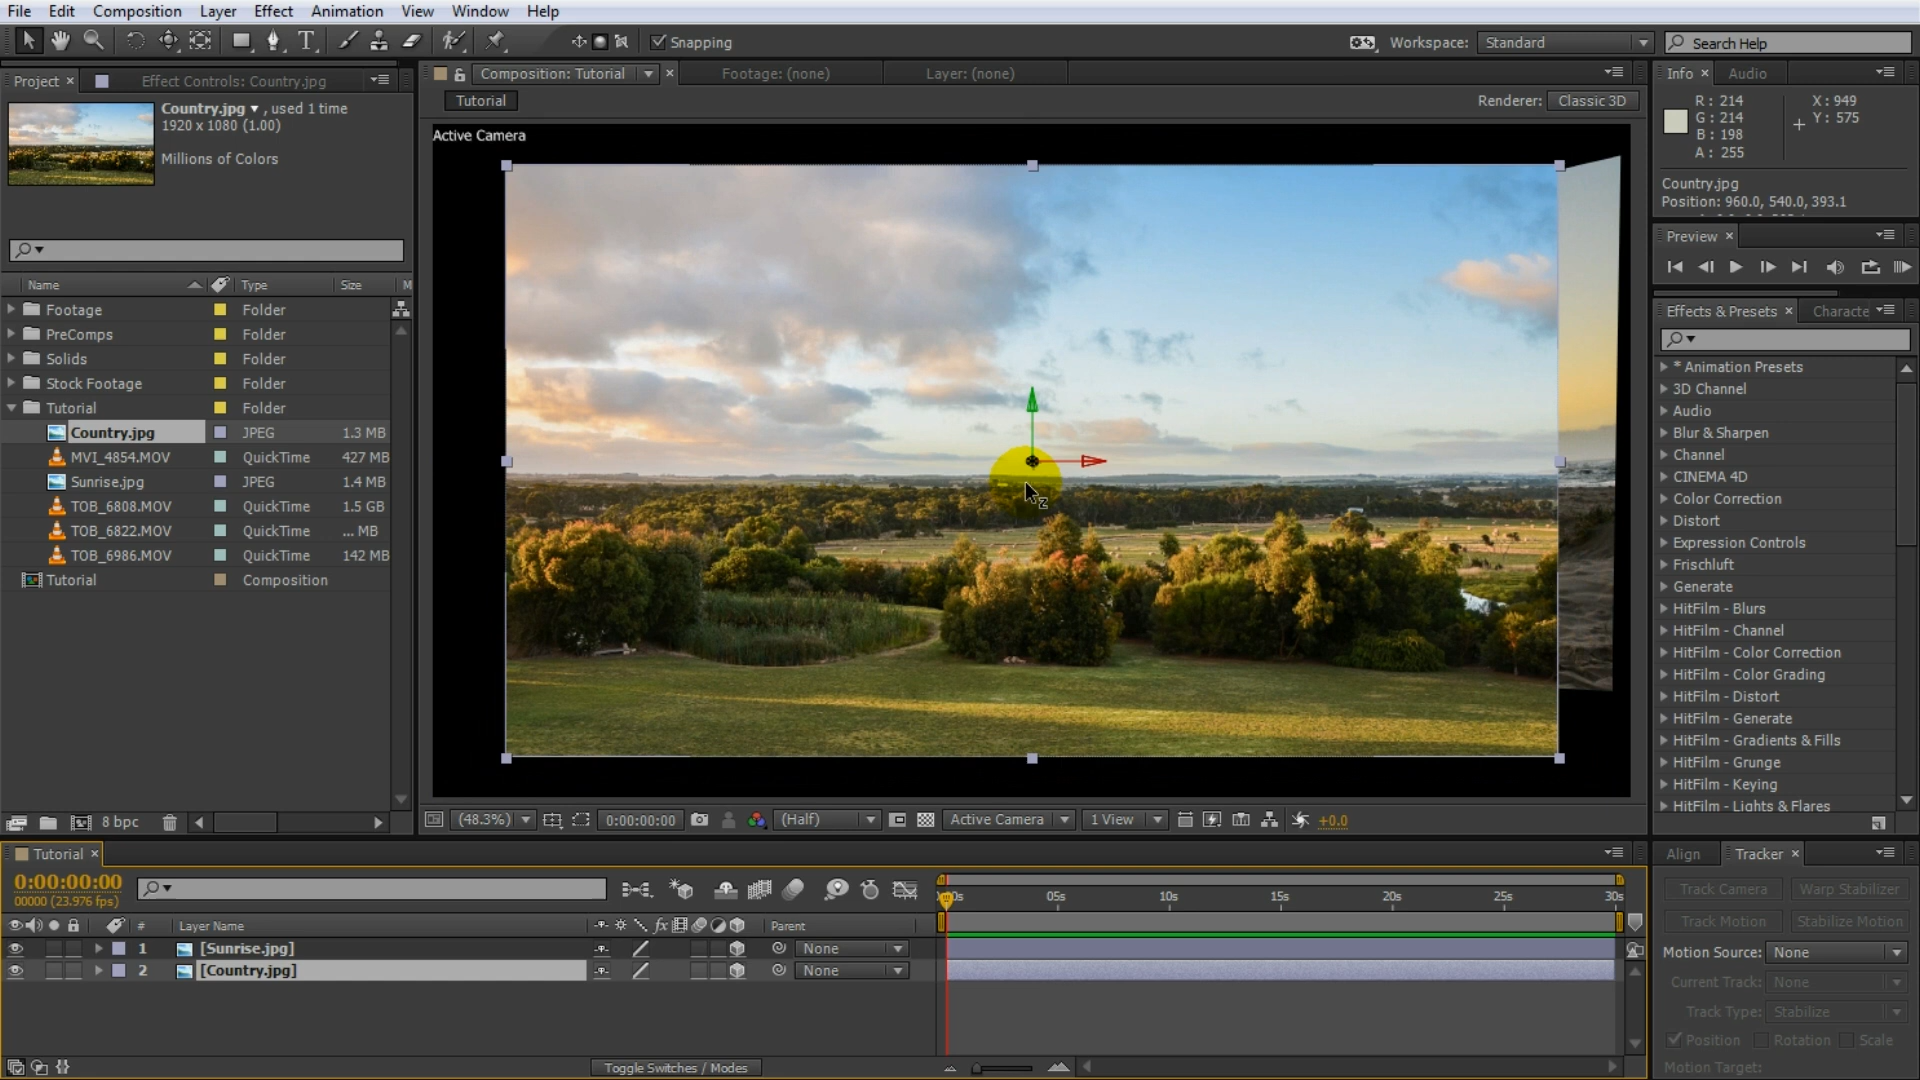 File Edit Composition Layer Effect Animation View Window Help
Snapping
Workspace: Standard
Search Help
Project × Effect Controls: Country.jpg
Composition: Tutorial × Footage: (none) Layer: (none)
Info × Audio
Tutorial
Renderer: Classic 3D
Country.jpg ▼ , used 1 time
1920 x 1080 (1.00)
Millions of Colors
R : 214
G : 214
B : 198
A : 255
X : 949
Y : 575
Country.jpg
Position: 960.0, 540.0, 393.1
Active Camera
Preview ×
Name Type Size M
Footage Folder
PreComps Folder
Solids Folder
Stock Footage Folder
Tutorial Folder
Country.jpg JPEG 1.3 MB
MVI_4854.MOV QuickTime 427 MB
Sunrise.jpg JPEG 1.4 MB
TOB_6808.MOV QuickTime 1.5 GB
TOB_6822.MOV QuickTime ... MB
TOB_6986.MOV QuickTime 142 MB
Tutorial Composition
Effects & Presets × Characte
* Animation Presets
3D Channel
Audio
Blur & Sharpen
Channel
CINEMA 4D
Color Correction
Distort
Expression Controls
Frischluft
Generate
HitFilm - Blurs
HitFilm - Channel
HitFilm - Color Correction
HitFilm - Color Grading
HitFilm - Distort
HitFilm - Generate
HitFilm - Gradients & Fills
HitFilm - Grunge
HitFilm - Keying
HitFilm - Lights & Flares
8 bpc
(48.3%) 0:00:00:00 (Half) Active Camera 1 View +0.0
Tutorial ×
0:00:00:00
00000 (23.976 fps)
05s 10s 15s 20s 25s 30s
# Layer Name fx Parent
1 [Sunrise.jpg] None
2 [Country.jpg] None
Toggle Switches / Modes
Align Tracker ×
Track Camera Warp Stabilizer
Track Motion Stabilize Motion
Motion Source: None
Current Track: None
Track Type: Stabilize
Position Rotation Scale
Motion Target: